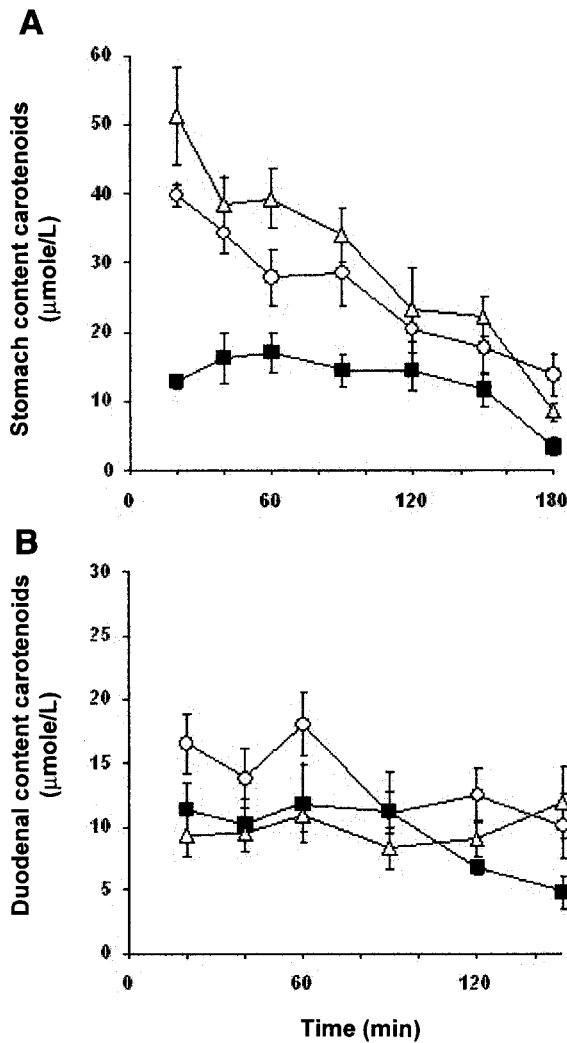 A
Stomach content carotenoids
(μmole/L)
60
50
40
30
20
10
0
0 60 120 180
B
Duodenal content carotenoids
(μmole/L)
30
25
20
15
10
5
0
0 60 120
Time (min)